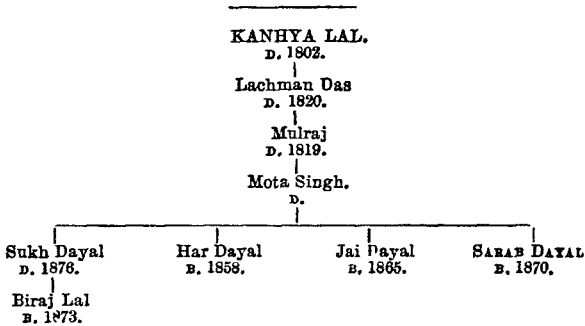 KANHYA LAL.
D. 1802.
Lachman Das
D. 1820.
Mulraj
D. 1819.
Mota Singh.
D.
Sukh Dayal Har Dayal Jai Dayal SARAB DAYAL
D. 1876. B. 1858. B. 1865. B. 1870.
Biraj Lal
B. 1873.